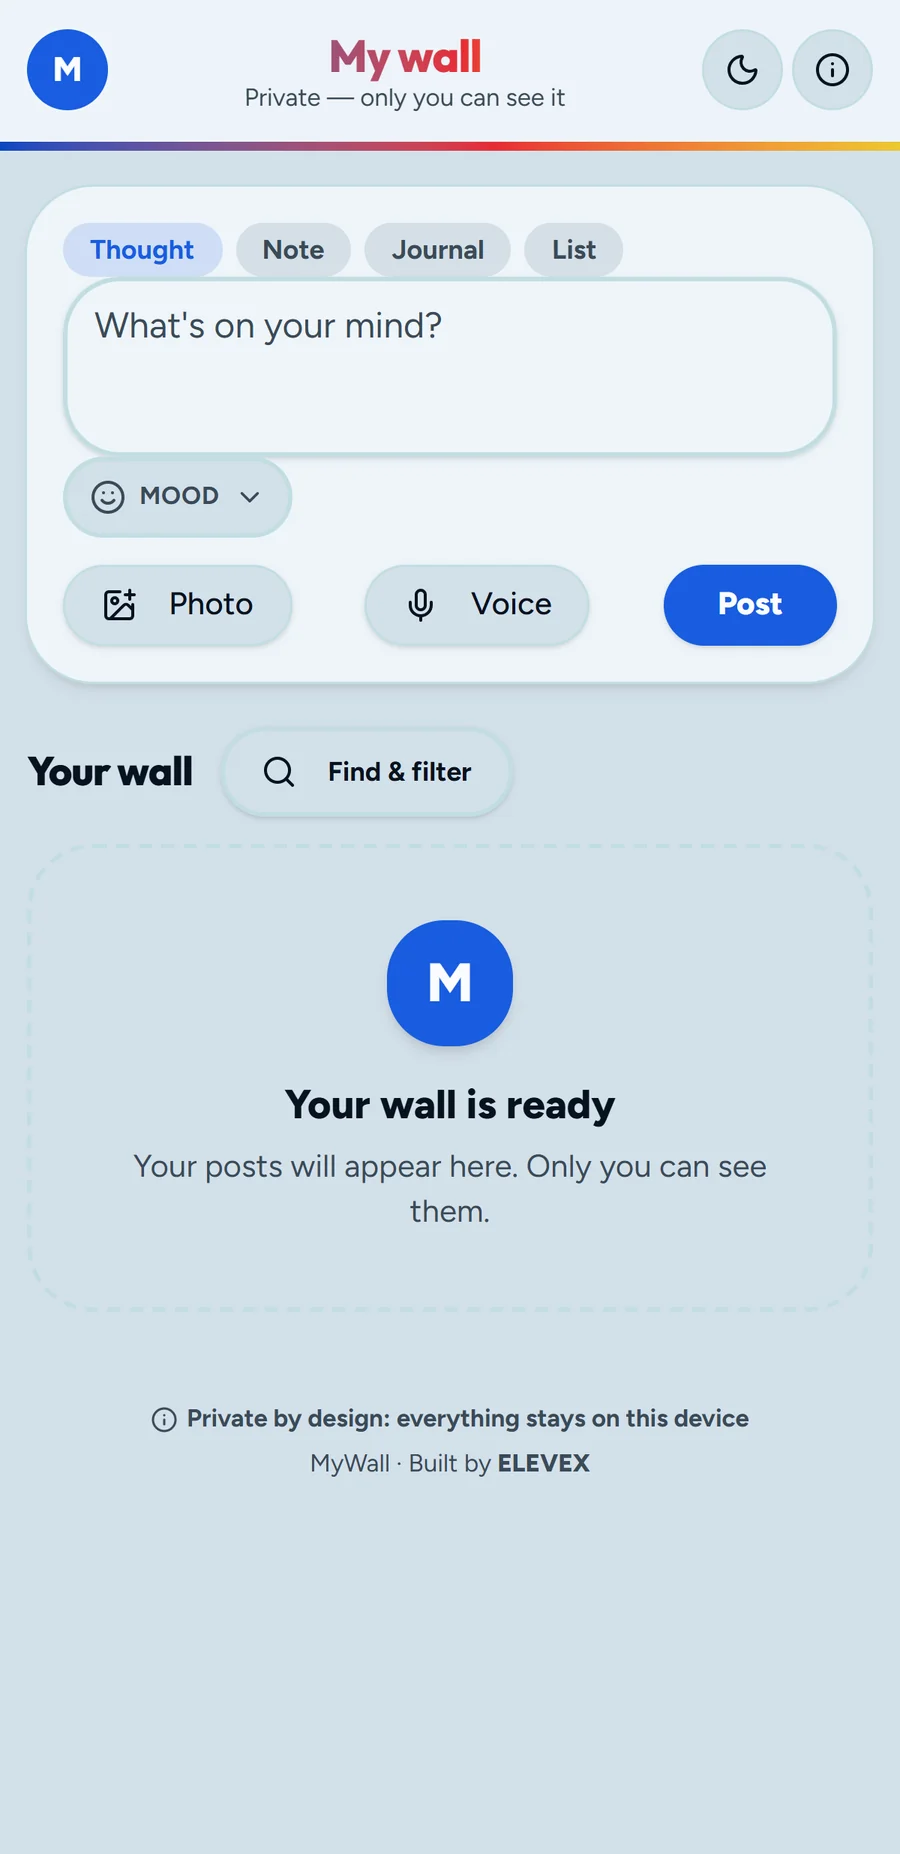 M
My wall
Private — only you can see it
Thought Note Journal List
What's on your mind?
MOOD
Photo Voice Post
Your wall Find & filter
M
Your wall is ready
Your posts will appear here. Only you can see
them.
Private by design: everything stays on this device
MyWall · Built by ELEVEX